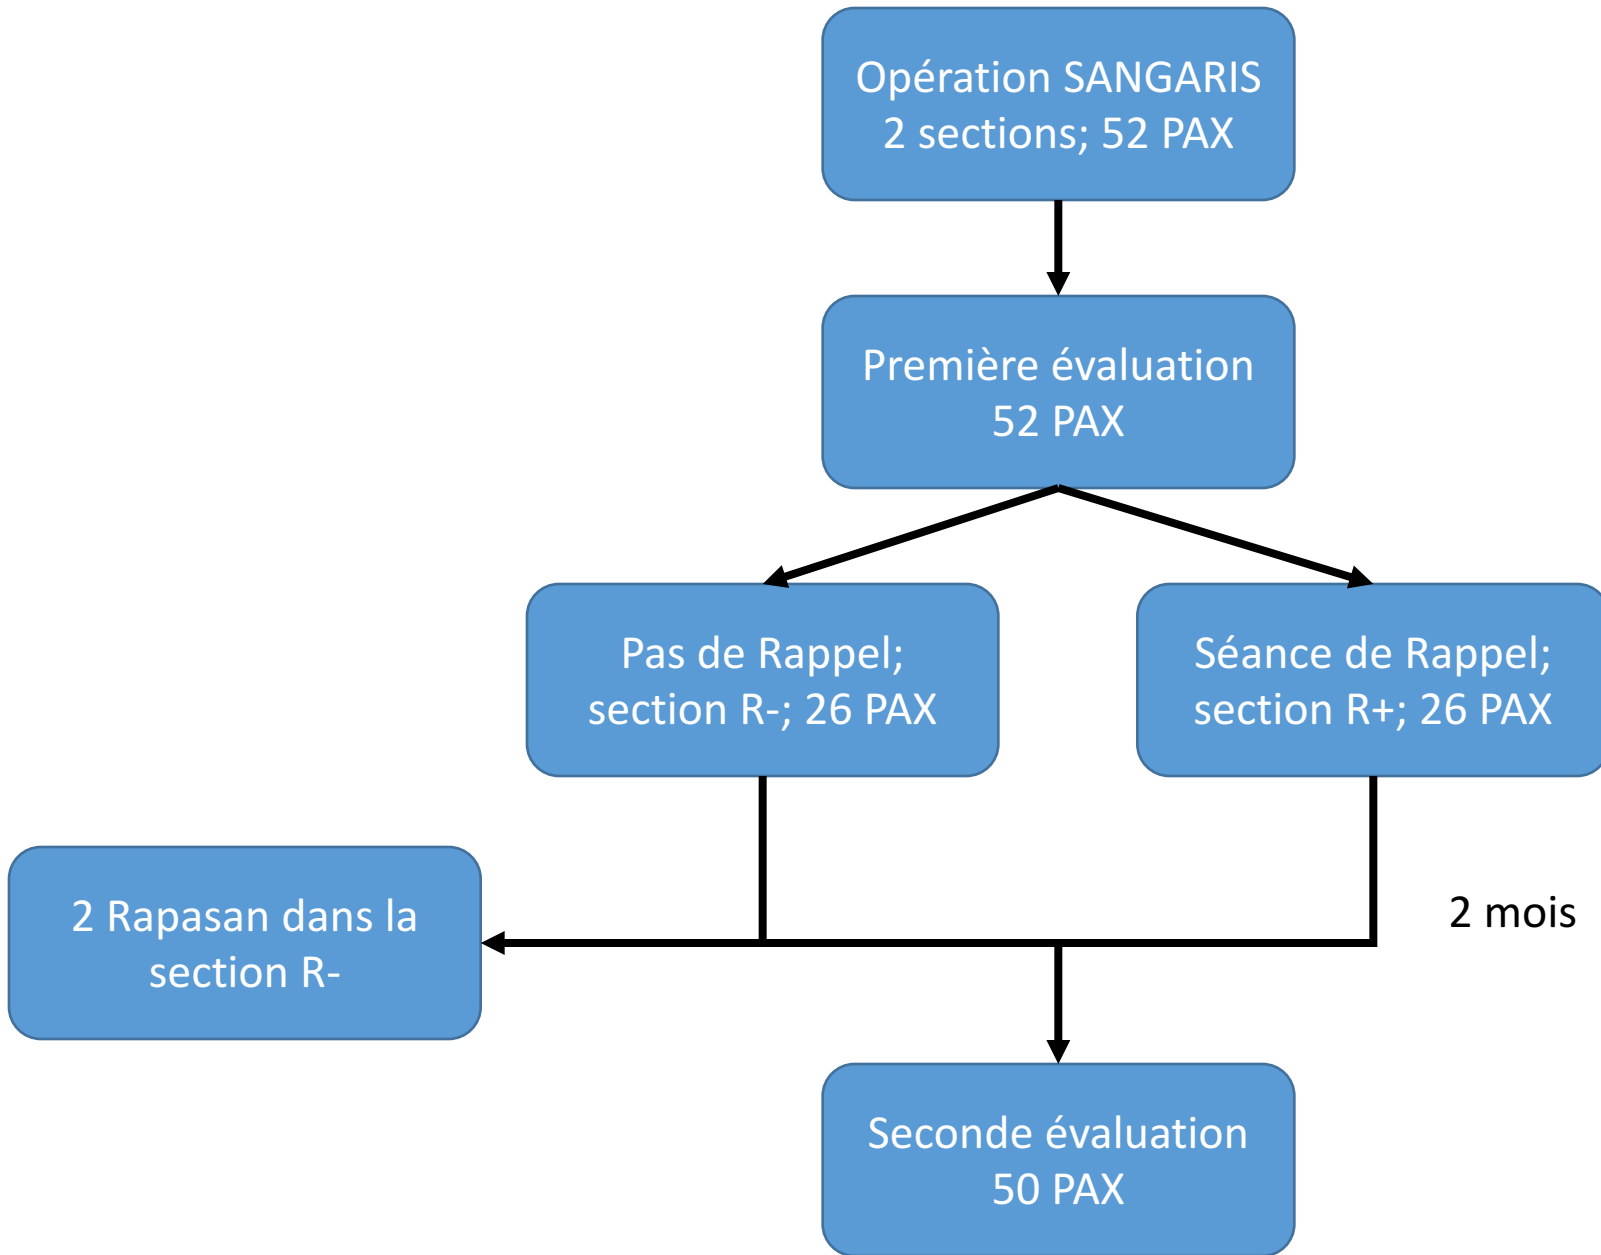 Opération SANGARIS
2 sections; 52 PAX
Première évaluation
52 PAX
Pas de Rappel;
section R-; 26 PAX
Séance de Rappel;
section R+; 26 PAX
2 Rapasan dans la
section R-
2 mois
Seconde évaluation
50 PAX